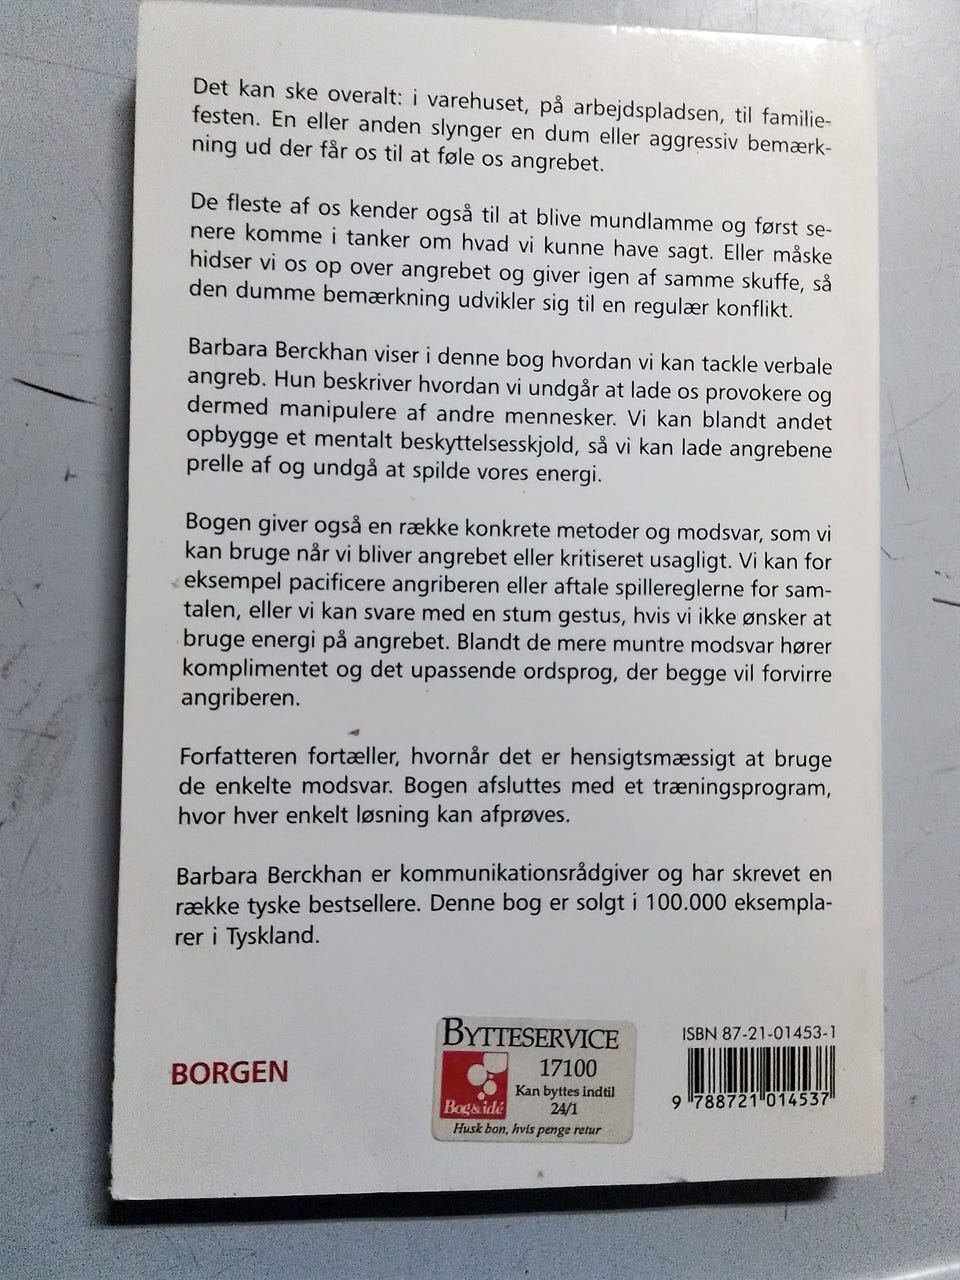 Det kan ske overalt: i varehuset, på arbejdspladsen, til familie-
festen. En eller anden slynger en dum eller aggressiv bemærk-
ning ud der får os til at føle os angrebet.
De fleste af os kender også til at blive mundlamme og først se-
nere komme i tanker om hvad vi kunne have sagt. Eller måske
hidser vi os op over angrebet og giver igen af samme skuffe, så
den dumme bemærkning udvikler sig til en regulær konflikt.
Barbara Berckhan viser i denne bog hvordan vi kan tackle verbale
angreb. Hun beskriver hvordan vi undgår at lade os provokere og
dermed manipulere af andre mennesker. Vi kan blandt andet
opbygge et mentalt beskyttelsesskjold, så vi kan lade angrebene
prelle af og undgå at spilde vores energi.
Bogen giver også en række konkrete metoder og modsvar, som vi
kan bruge når vi bliver angrebet eller kritiseret usagligt. Vi kan for
eksempel pacificere angriberen eller aftale spillereglerne for sam-
talen, eller vi kan svare med en stum gestus, hvis vi ikke ønsker at
bruge energi på angrebet. Blandt de mere muntre modsvar hører
komplimentet og det upassende ordsprog, der begge vil forvirre
angriberen.
Forfatteren fortæller, hvornår det er hensigtsmæssigt at bruge
de enkelte modsvar. Bogen afsluttes med et træningsprogram,
hvor hver enkelt løsning kan afprøves.
Barbara Berckhan er kommunikationsrådgiver og har skrevet en
række tyske bestsellere. Denne bog er solgt i 100.000 eksempla-
rer i Tyskland.
BORGEN
BYTTESERVICE
17100
Kan byttes indtil
24/1
Bog&idé
Husk bon, hvis penge retur
ISBN 87-21-01453-1
9 788721 014537